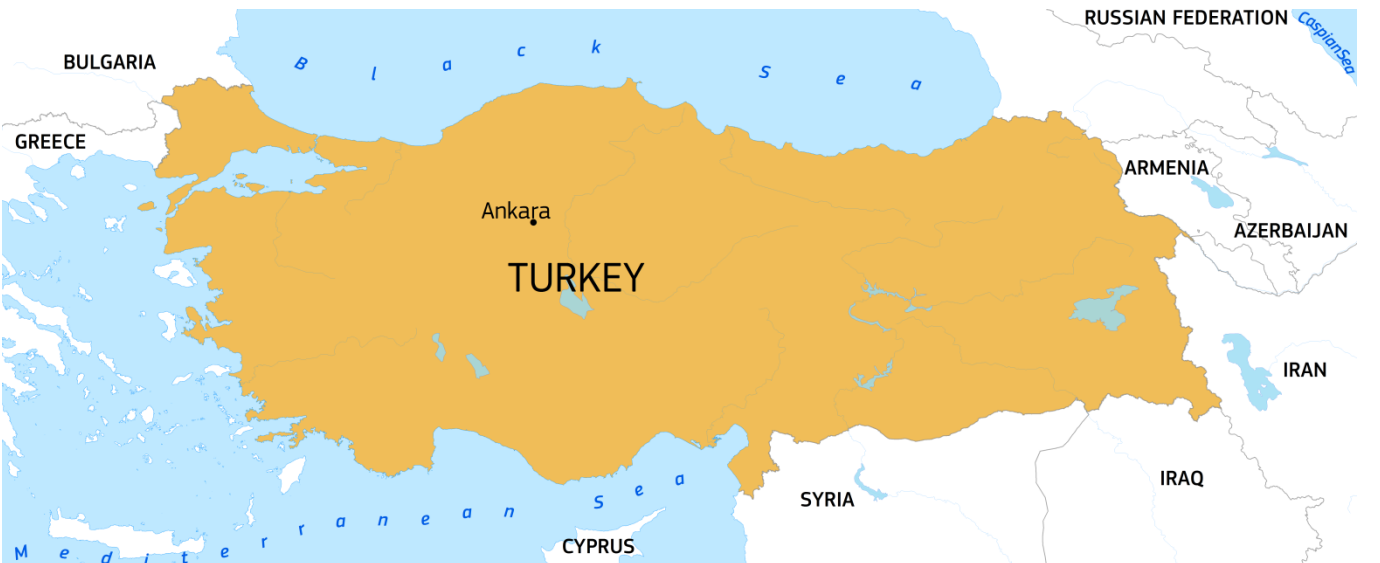 RUSSIAN FEDERATION
Caspian Sea
BULGARIA
Black Sea
GREECE
ARMENIA
Ankara
AZERBAIJAN
TURKEY
IRAN
IRAQ
SYRIA
Mediterranean Sea
CYPRUS